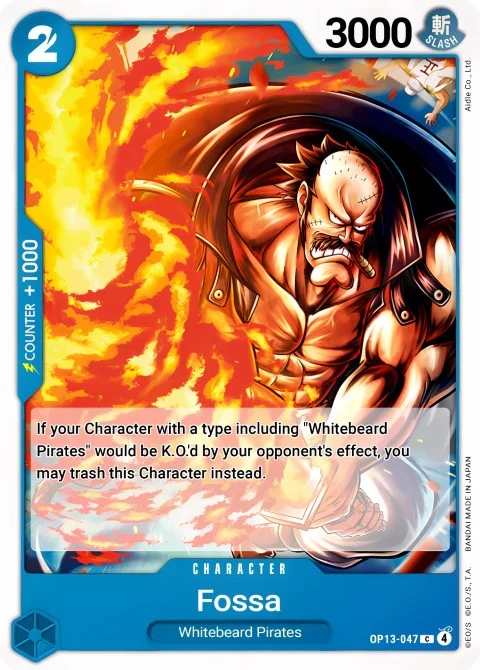 2
3000
斬
SLASH
COUNTER +1000
If your Character with a type including "Whitebeard
Pirates" would be K.O.'d by your opponent's effect, you
may trash this Character instead.
CHARACTER
Fossa
Whitebeard Pirates
OP13-047 C 4
Aidle Co., Ltd.
©E.O/S. ©E.O./S.,T.A. BANDAI MADE IN JAPAN